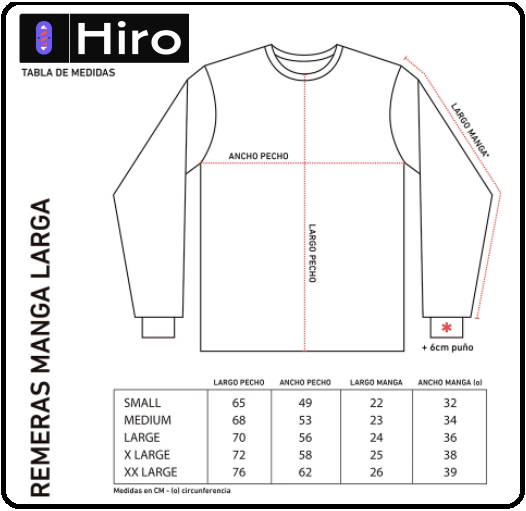 Hiro
TABLA DE MEDIDAS
REMERAS MANGA LARGA
ANCHO PECHO
LARGO PECHO
LARGO MANGA*
*
+ 6cm puño
LARGO PECHO ANCHO PECHO LARGO MANGA ANCHO MANGA (o)
SMALL 65 49 22 32
MEDIUM 68 53 23 34
LARGE 70 56 24 36
X LARGE 72 58 25 38
XX LARGE 76 62 26 39
Medidas en CM - (o) circunferencia